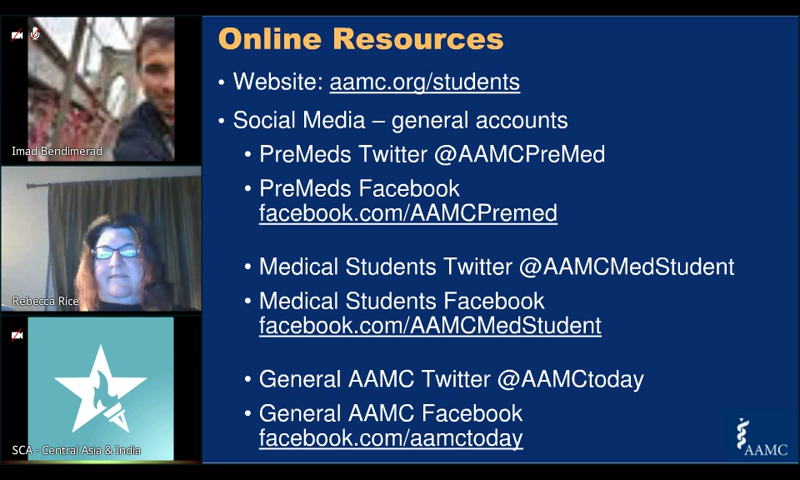 Online Resources
• Website: aamc.org/students
• Social Media – general accounts
• PreMeds Twitter @AAMCPreMed
• PreMeds Facebook
facebook.com/AAMCPremed
• Medical Students Twitter @AAMCMedStudent
• Medical Students Facebook
facebook.com/AAMCMedStudent
• General AAMC Twitter @AAMCtoday
• General AAMC Facebook
facebook.com/aamctoday
AAMC
Imad Bendimerad
Rebecca Rice
SCA - Central Asia & India